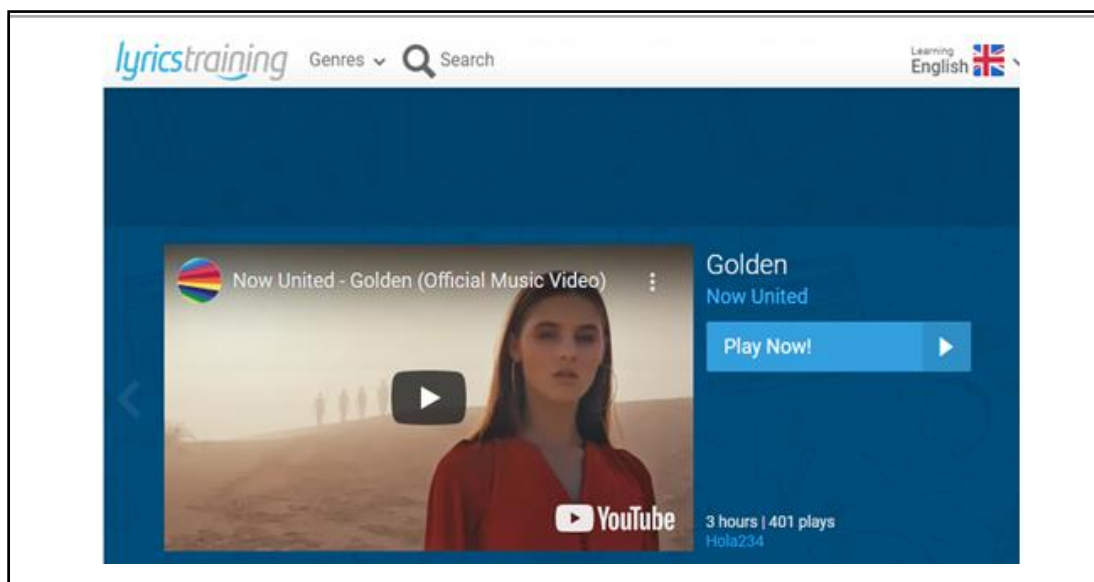 lyricstraining Genres Search
Learning
English
Now United - Golden (Official Music Video)
YouTube
Golden
Now United
Play Now!
3 hours | 401 plays
Hola234